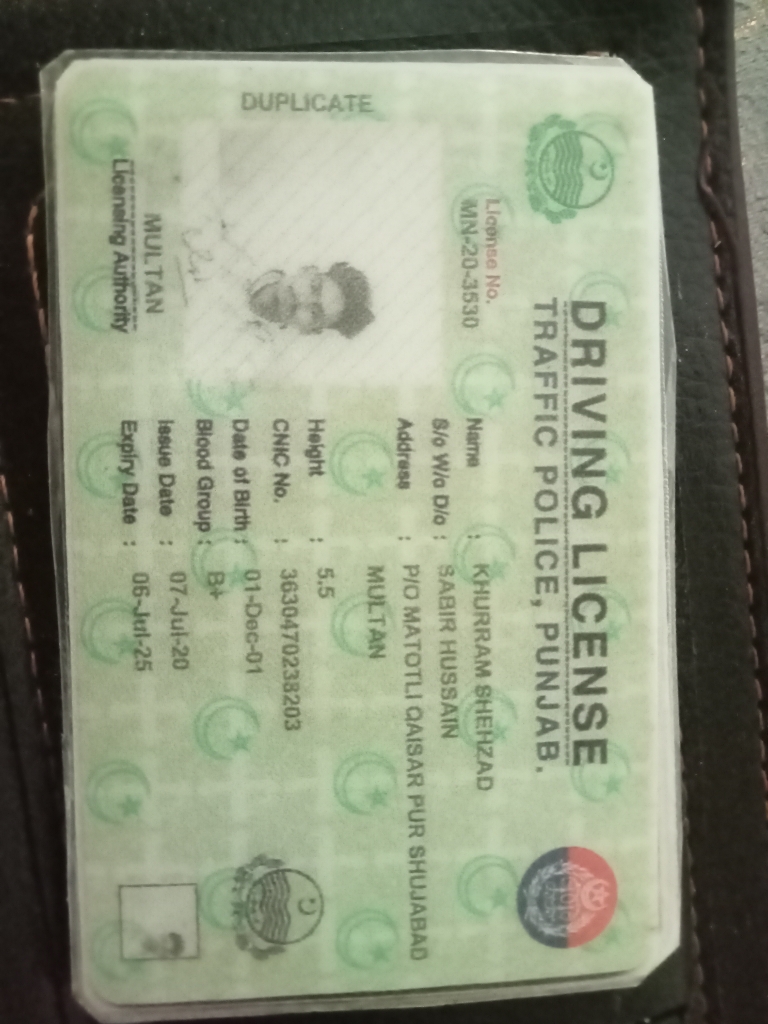 DRIVING LICENSE
TRAFFIC POLICE, PUNJAB.
License No.
MN-20-3530
DUPLICATE
Name : KHURRAM SHEHZAD
S/o W/o D/o : SABIR HUSSAIN
Address : P/O MATOTLI QAISAR PUR SHUJABAD
MULTAN
Height : 5.5
CNIC No. : 3630470238203
Date of Birth : 01-Dec-01
Blood Group : B+
Issue Date : 07-Jul-20
Expiry Date : 06-Jul-25
MULTAN
Licensing Authority